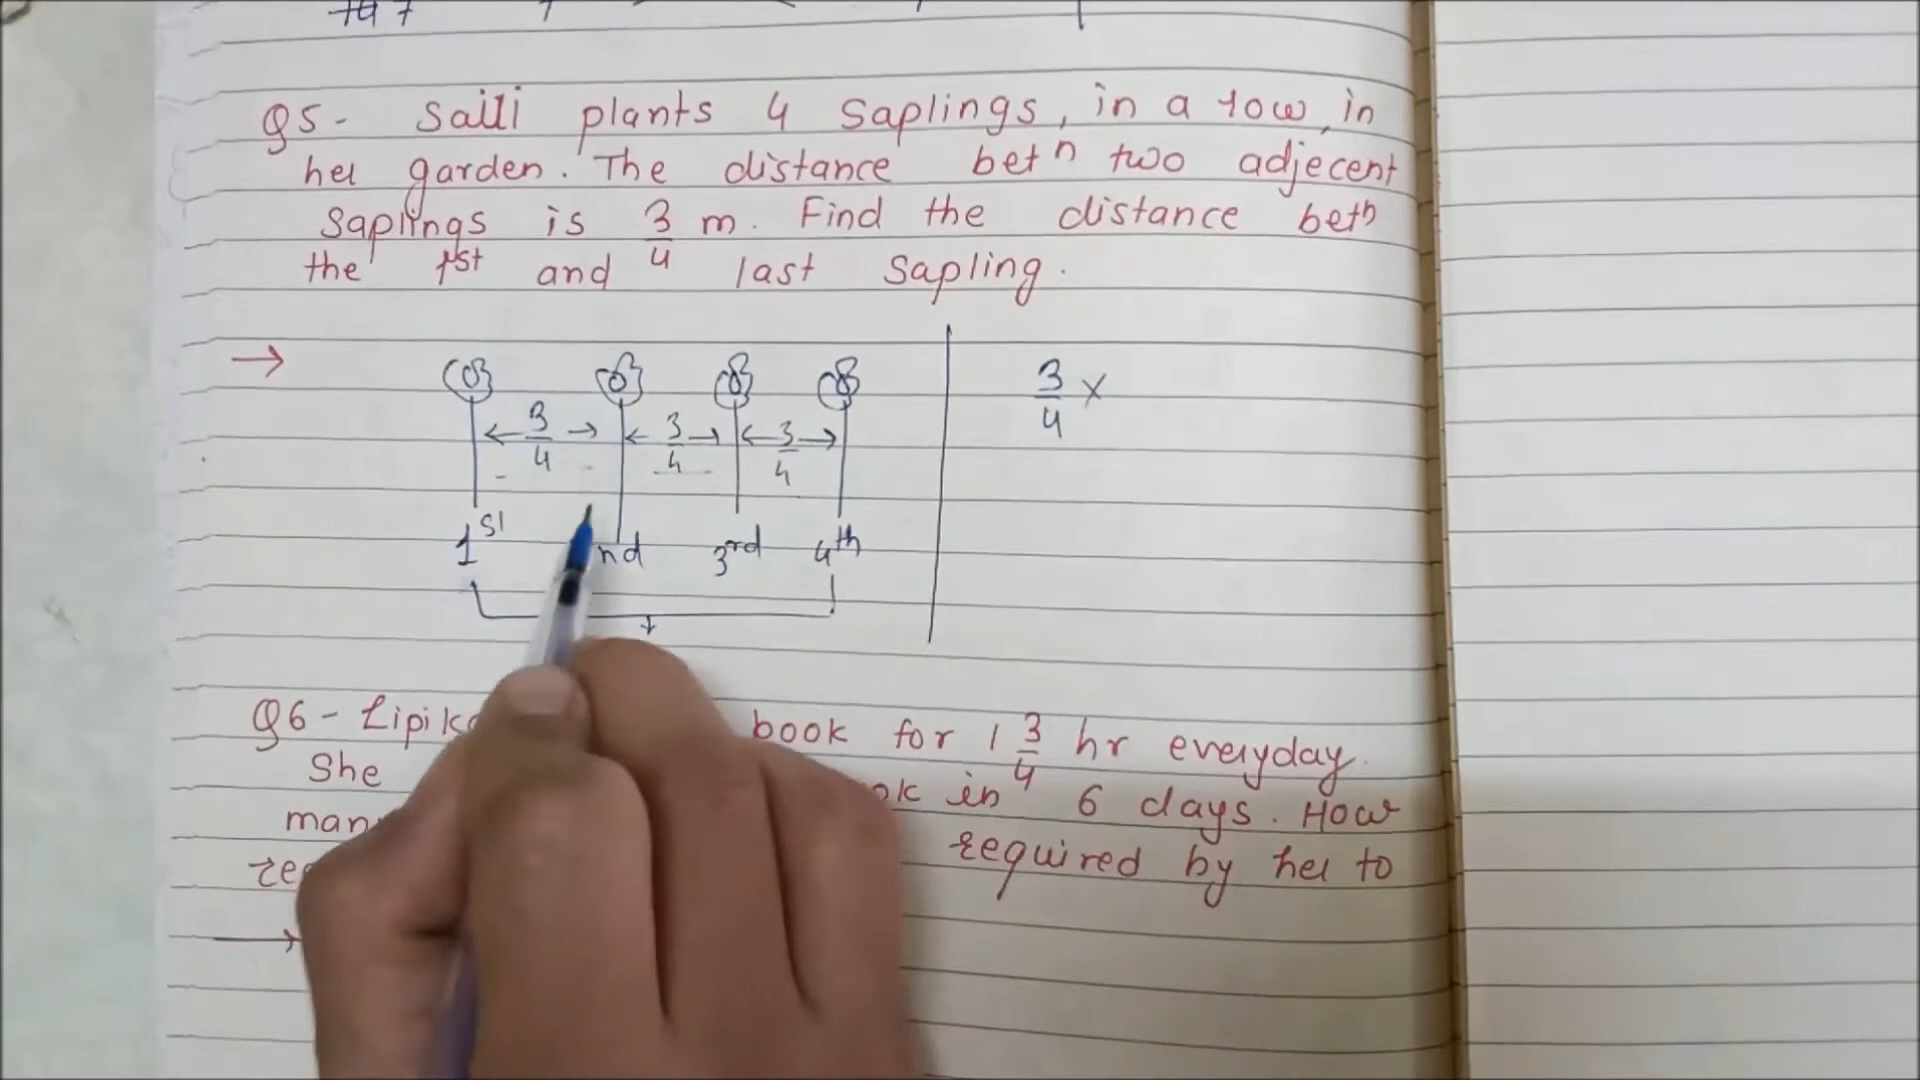 Q5- Saili plants 4 Saplings, in a row, in
her garden. The distance betn two adjecent
Saplings is 3/4 m. Find the distance betn
the 1st and last Sapling.
→
← 3/4 → ← 3/4 → ← 3/4 →
3/4 ×
1st nd 3rd 4th
Q6- Lipik book for 1 3/4 hr everyday.
She in 6 days. How
required by her to
→